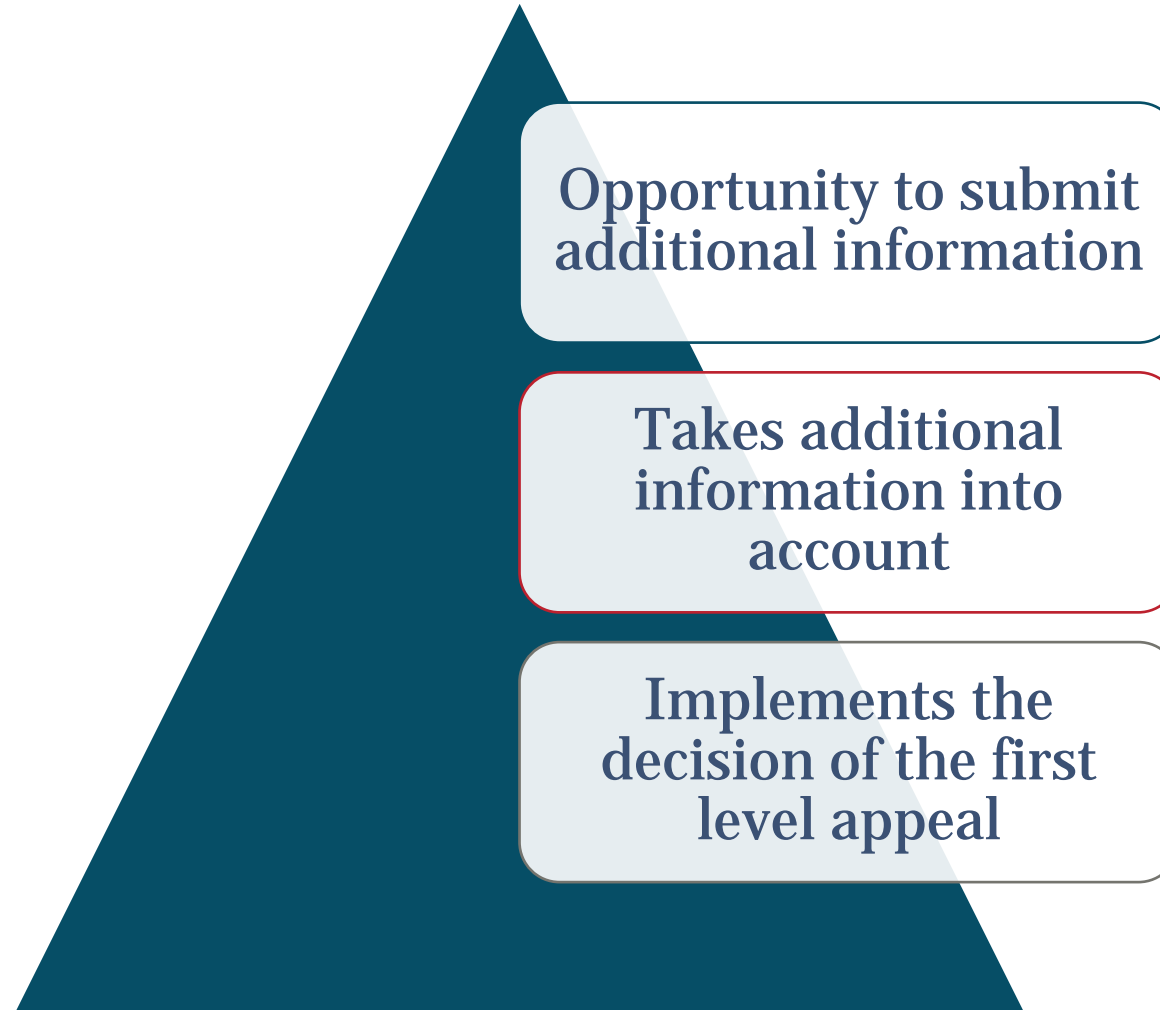 Opportunity to submit
additional information
Takes additional
information into
account
Implements the
decision of the first
level appeal